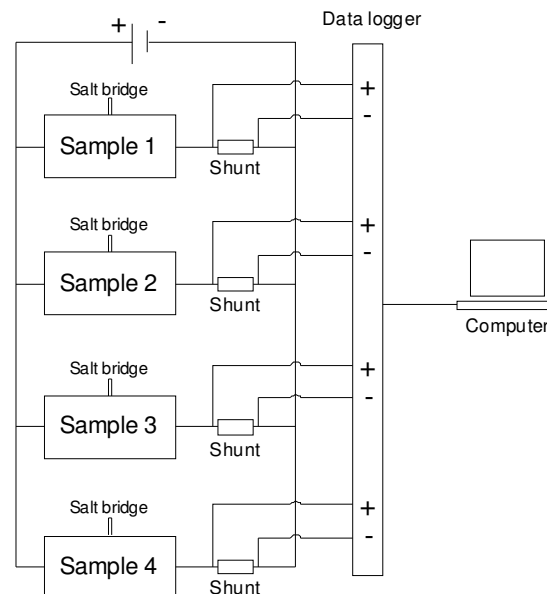 Data logger
+ -
Salt bridge
+
Sample 1
-
Shunt
Salt bridge
+
Sample 2
-
Shunt
Computer
Salt bridge
+
Sample 3
-
Shunt
Salt bridge
+
Sample 4
-
Shunt